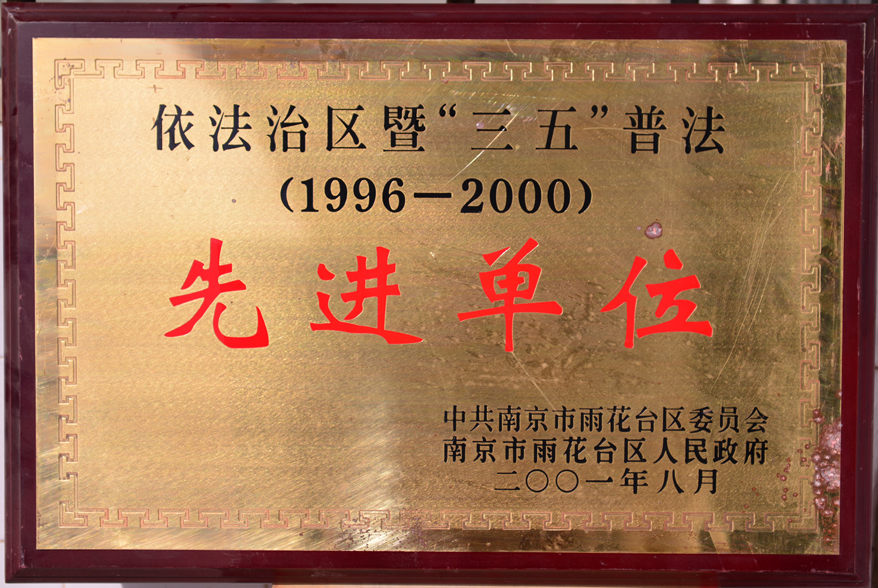 依法治区暨“三五”普法
(1996－2000)
先进单位
中共南京市雨花台区委员会
南京市雨花台区人民政府
二〇〇一年八月